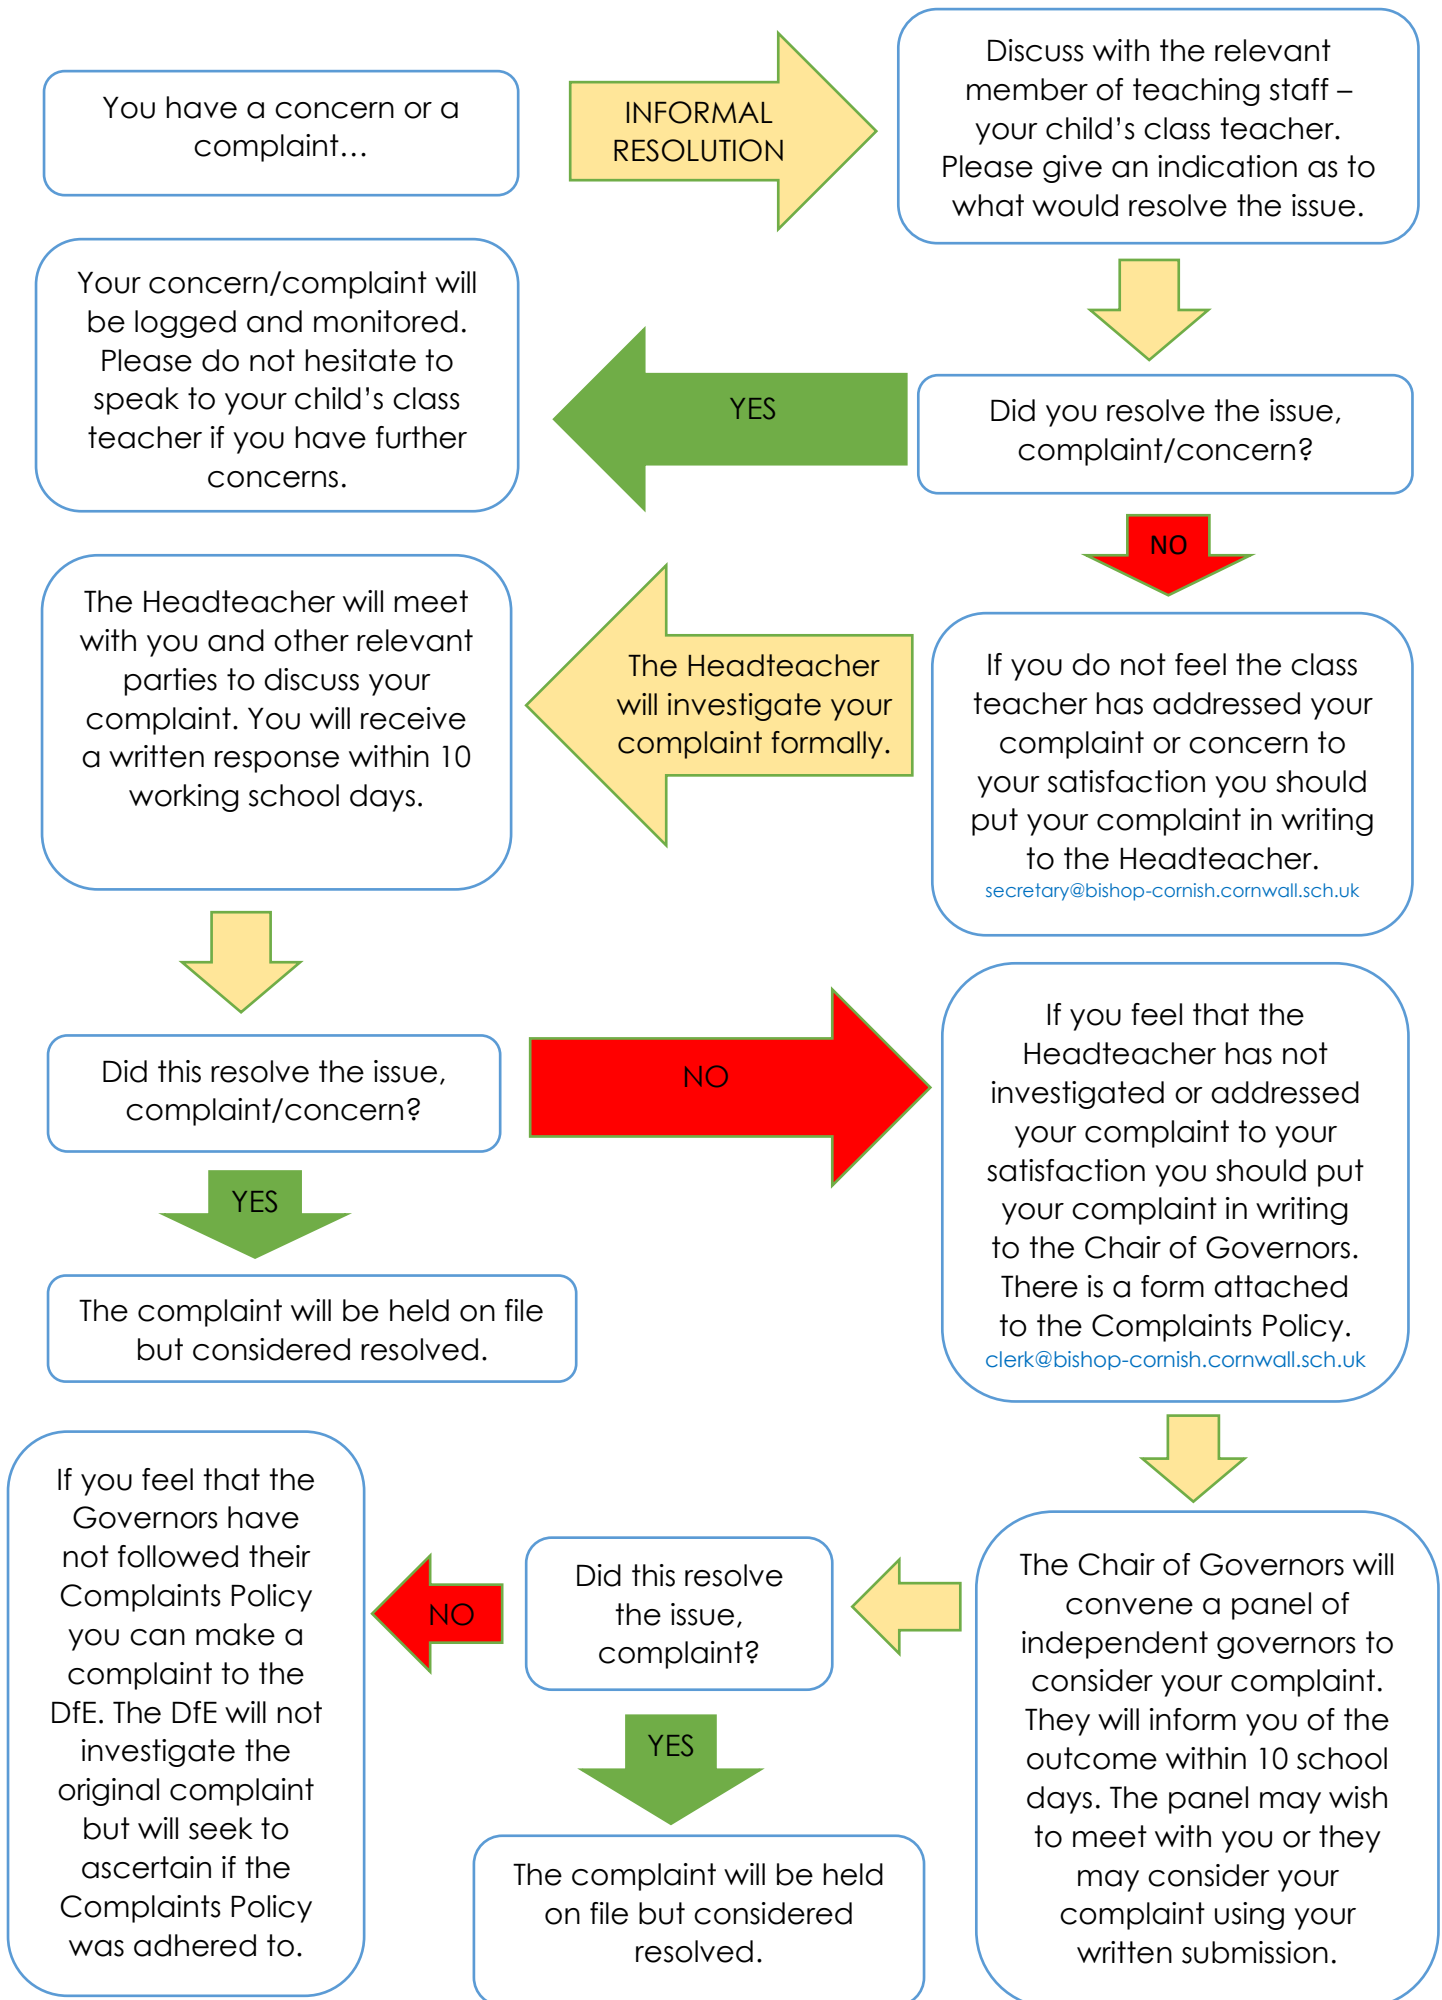 You have a concern or a
complaint…
INFORMAL
RESOLUTION
Discuss with the relevant
member of teaching staff –
your child’s class teacher.
Please give an indication as to
what would resolve the issue.
Did you resolve the issue,
complaint/concern?
YES
Your concern/complaint will
be logged and monitored.
Please do not hesitate to
speak to your child’s class
teacher if you have further
concerns.
NO
If you do not feel the class
teacher has addressed your
complaint or concern to
your satisfaction you should
put your complaint in writing
to the Headteacher.
secretary@bishop-cornish.cornwall.sch.uk
The Headteacher
will investigate your
complaint formally.
The Headteacher will meet
with you and other relevant
parties to discuss your
complaint. You will receive
a written response within 10
working school days.
Did this resolve the issue,
complaint/concern?
YES
The complaint will be held on file
but considered resolved.
NO
If you feel that the
Headteacher has not
investigated or addressed
your complaint to your
satisfaction you should put
your complaint in writing
to the Chair of Governors.
There is a form attached
to the Complaints Policy.
clerk@bishop-cornish.cornwall.sch.uk
The Chair of Governors will
convene a panel of
independent governors to
consider your complaint.
They will inform you of the
outcome within 10 school
days. The panel may wish
to meet with you or they
may consider your
complaint using your
written submission.
Did this resolve
the issue,
complaint?
YES
The complaint will be held
on file but considered
resolved.
NO
If you feel that the
Governors have
not followed their
Complaints Policy
you can make a
complaint to the
DfE. The DfE will not
investigate the
original complaint
but will seek to
ascertain if the
Complaints Policy
was adhered to.